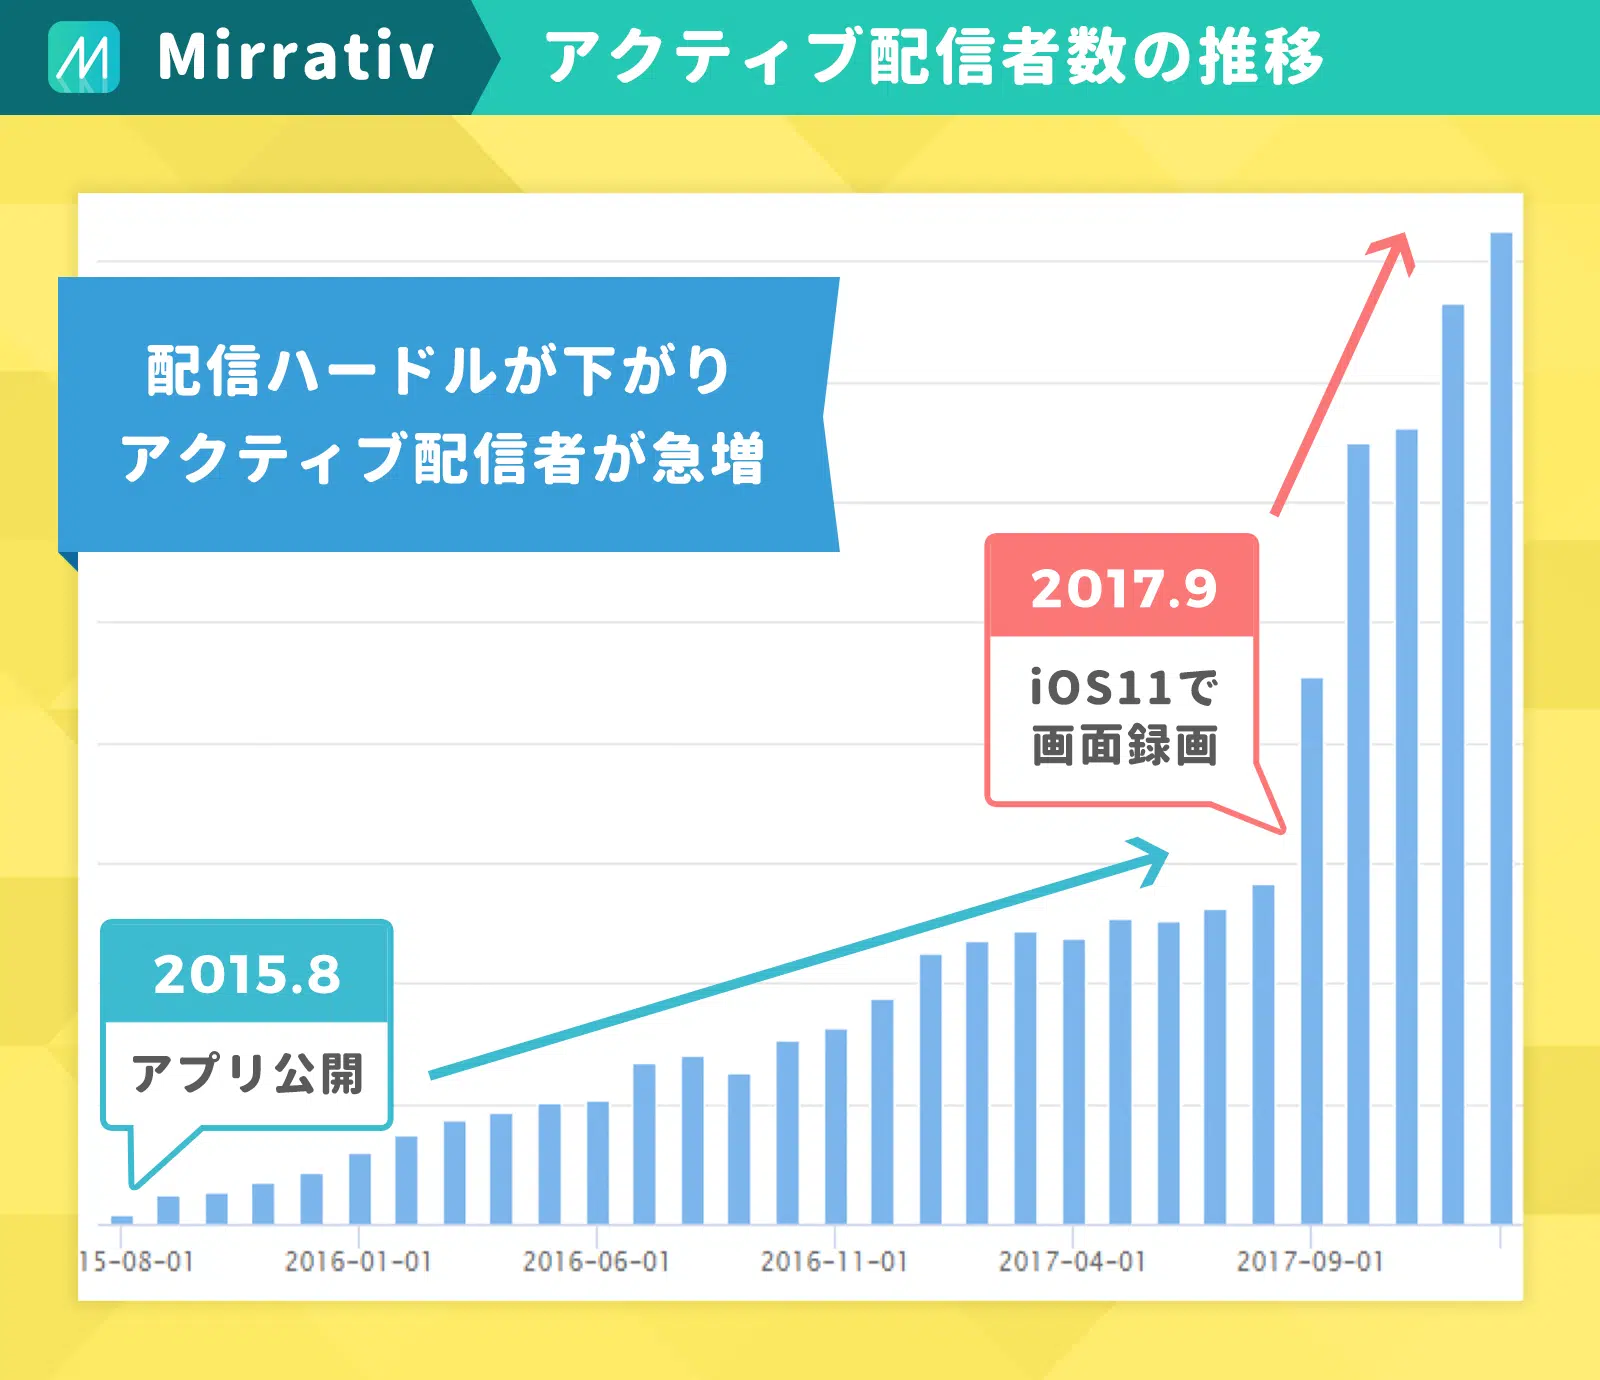 Mirrativ
アクティブ配信者数の推移
配信ハードルが下がり
アクティブ配信者が急増
2017.9
iOS11で
画面録画
2015.8
アプリ公開
15-08-01 2016-01-01 2016-06-01 2016-11-01 2017-04-01 2017-09-01